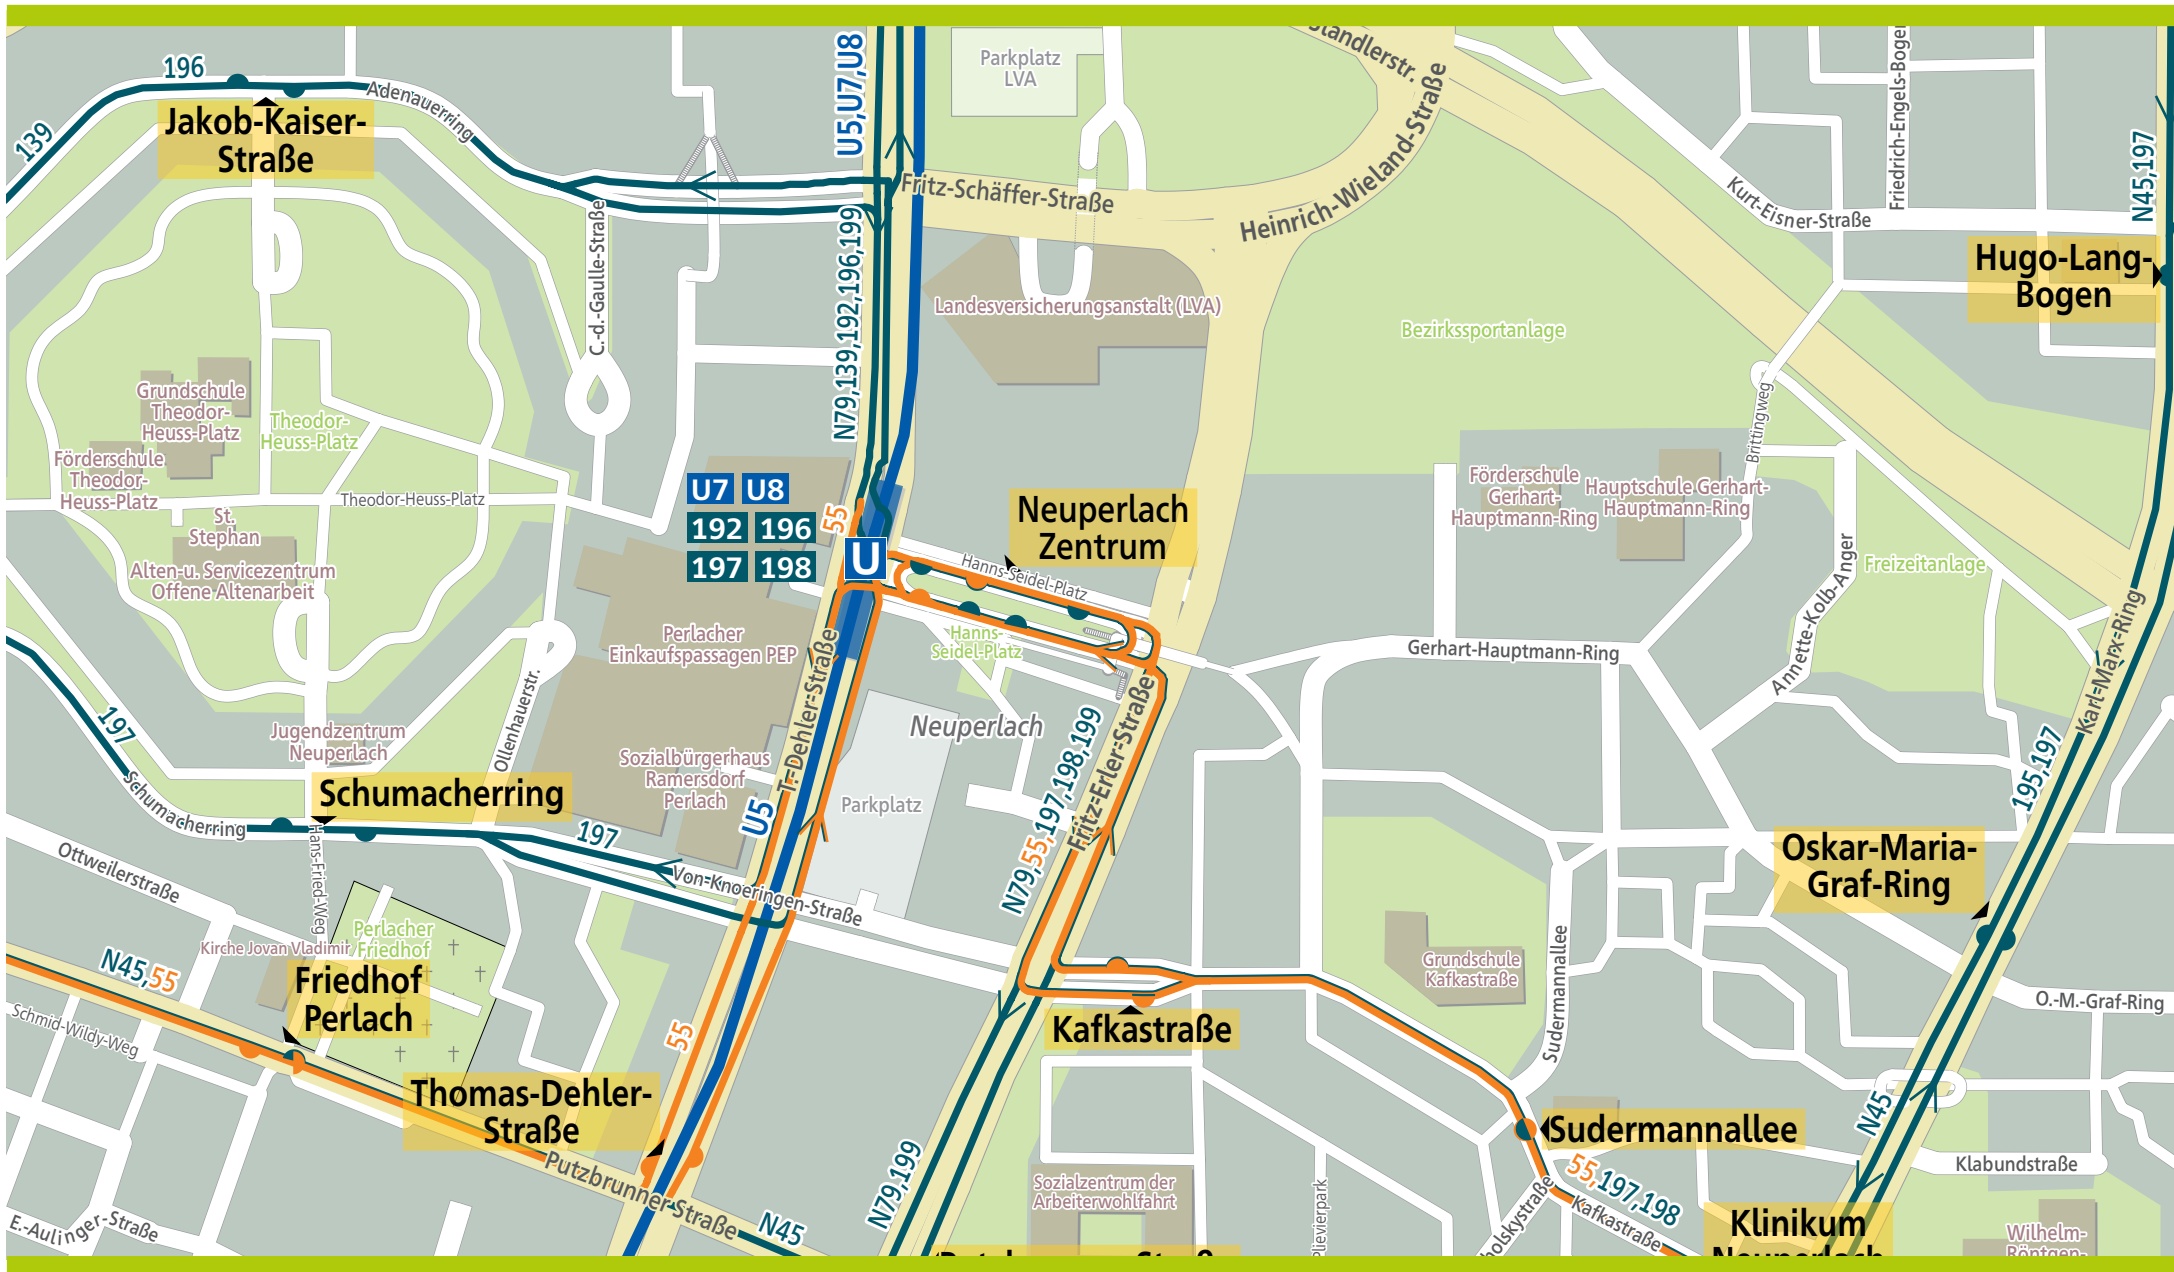 196
139
Jakob-Kaiser-
Straße
Adenauerring
U5,U7,U8
Parkplatz
LVA
Ständlerstr.
Heinrich-Wieland-Straße
Fritz-Schäffer-Straße
Friedrich-Engels-Bogen
Kurt-Eisner-Straße
N45,197
Hugo-Lang-
Bogen
C.-d.-Gaulle-Straße
N79,139,192,196,199
Landesversicherungsanstalt (LVA)
Bezirkssportanlage
Grundschule
Theodor-
Heuss-Platz
Theodor-
Heuss-Platz
Förderschule
Theodor-
Heuss-Platz
Theodor-Heuss-Platz
St.
Stephan
Alten-u. Servicezentrum
Offene Altenarbeit
U7 U8
192 196
197 198
55
U
Neuperlach
Zentrum
Hanns-Seidel-Platz
Hanns-
Seidel-Platz
Brittingweg
Förderschule
Gerhart-
Hauptmann-Ring
Hauptschule Gerhart-
Hauptmann-Ring
Annette-Kolb-Anger
Freizeitanlage
Karl-Marx-Ring
Gerhart-Hauptmann-Ring
Perlacher
Einkaufspassagen PEP
T.-Dehler-Straße
Ollenhauerstr.
Jugendzentrum
Neuperlach
197
Schumacherring
Schumacherring
Sozialbürgerhaus
Ramersdorf
Perlach
U5
Parkplatz
Neuperlach
N79,55,197,198,199
Fritz-Erler-Straße
195,197
Oskar-Maria-
Graf-Ring
O.-M.-Graf-Ring
197
Von-Knoeringen-Straße
Ottweilerstraße
Hans-Fried-Weg
Perlacher
Friedhof
Kirche Jovan Vladimir
N45,55
Friedhof
Perlach
Schmid-Wildy-Weg
Thomas-Dehler-
Straße
55
Putzbrunner-Straße
N45
E.-Aulinger-Straße
N79,199
Kafkastraße
Grundschule
Kafkastraße
Sudermannallee
Sudermannallee
55,197,198
Kafkastraße
Sozialzentrum der
Arbeiterwohlfahrt
Plievierpark
N45
Klabundstraße
Klinikum
Neuperlach
Wilhelm-
Röntgen-